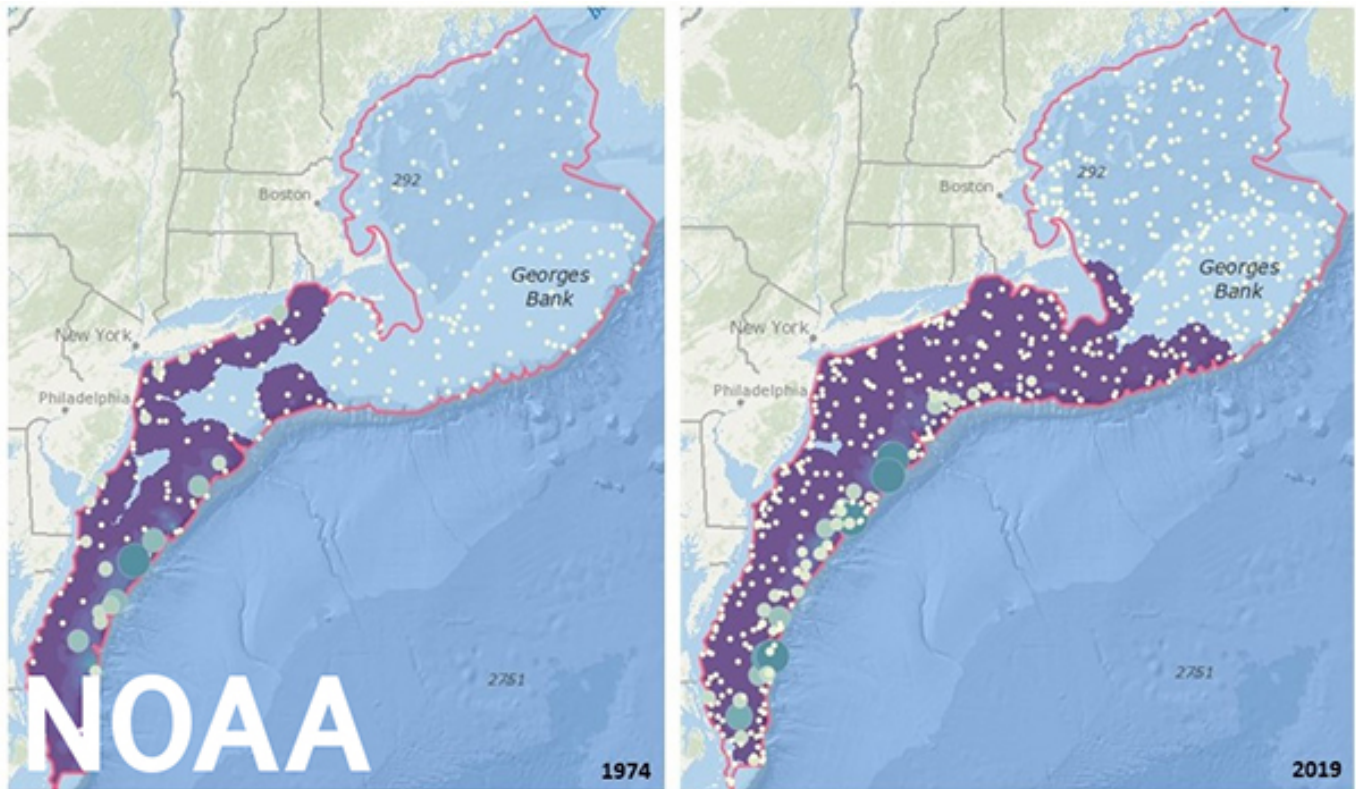 292
Boston
Georges
Bank
New York
Philadelphia
2751
NOAA
1974
292
Boston
Georges
Bank
New York
Philadelphia
2751
2019